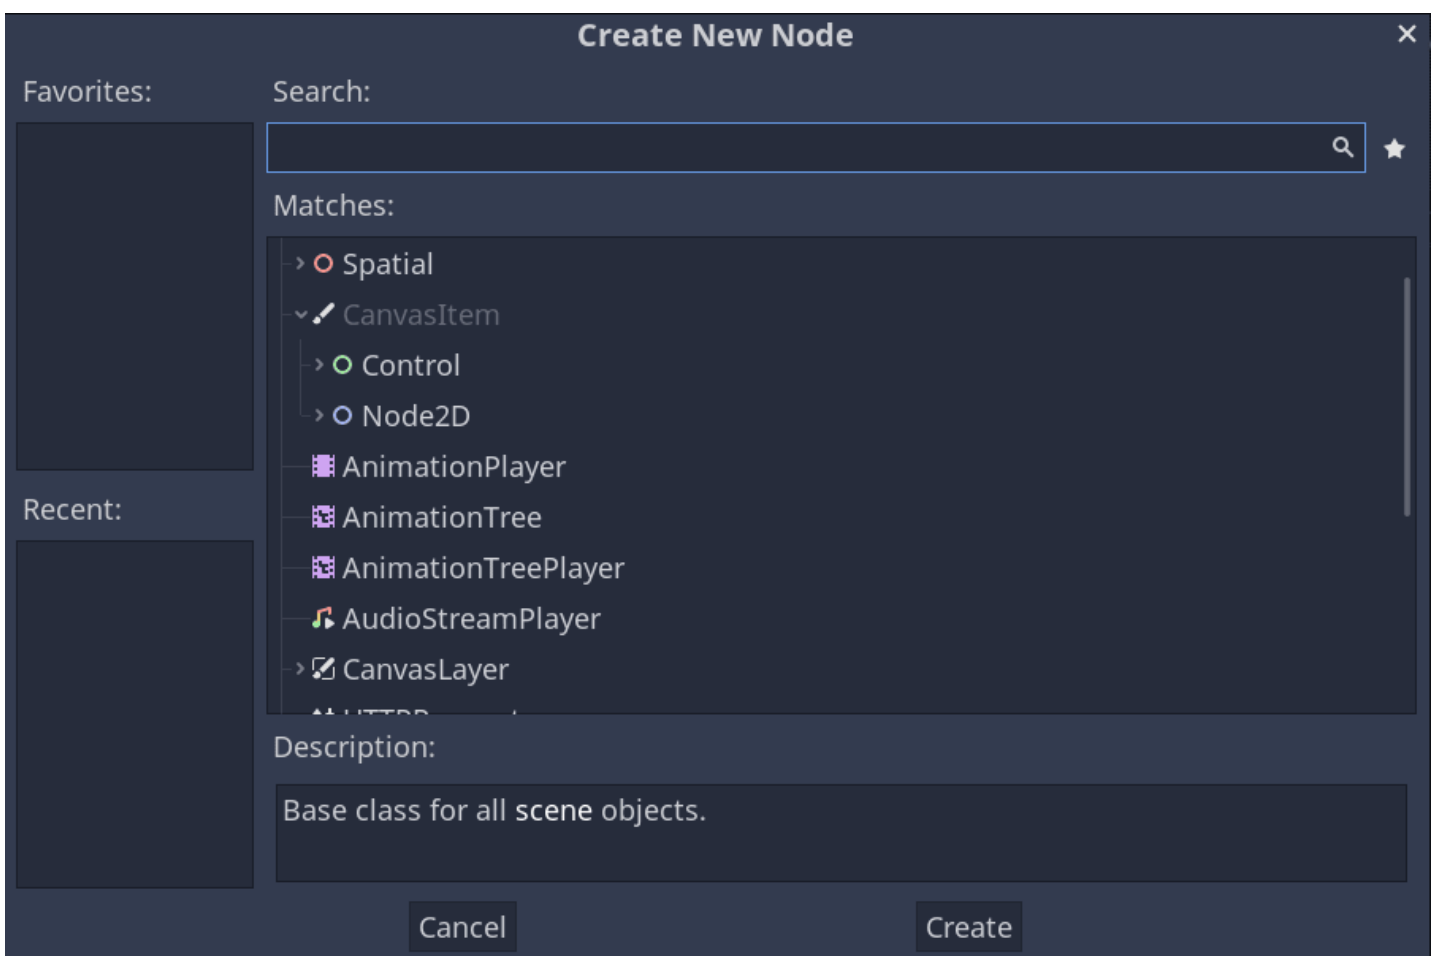 Create New Node
Favorites:
Search:
Matches:
Spatial
CanvasItem
Control
Node2D
AnimationPlayer
Recent:
AnimationTree
AnimationTreePlayer
AudioStreamPlayer
CanvasLayer
Description:
Base class for all scene objects.
Cancel
Create